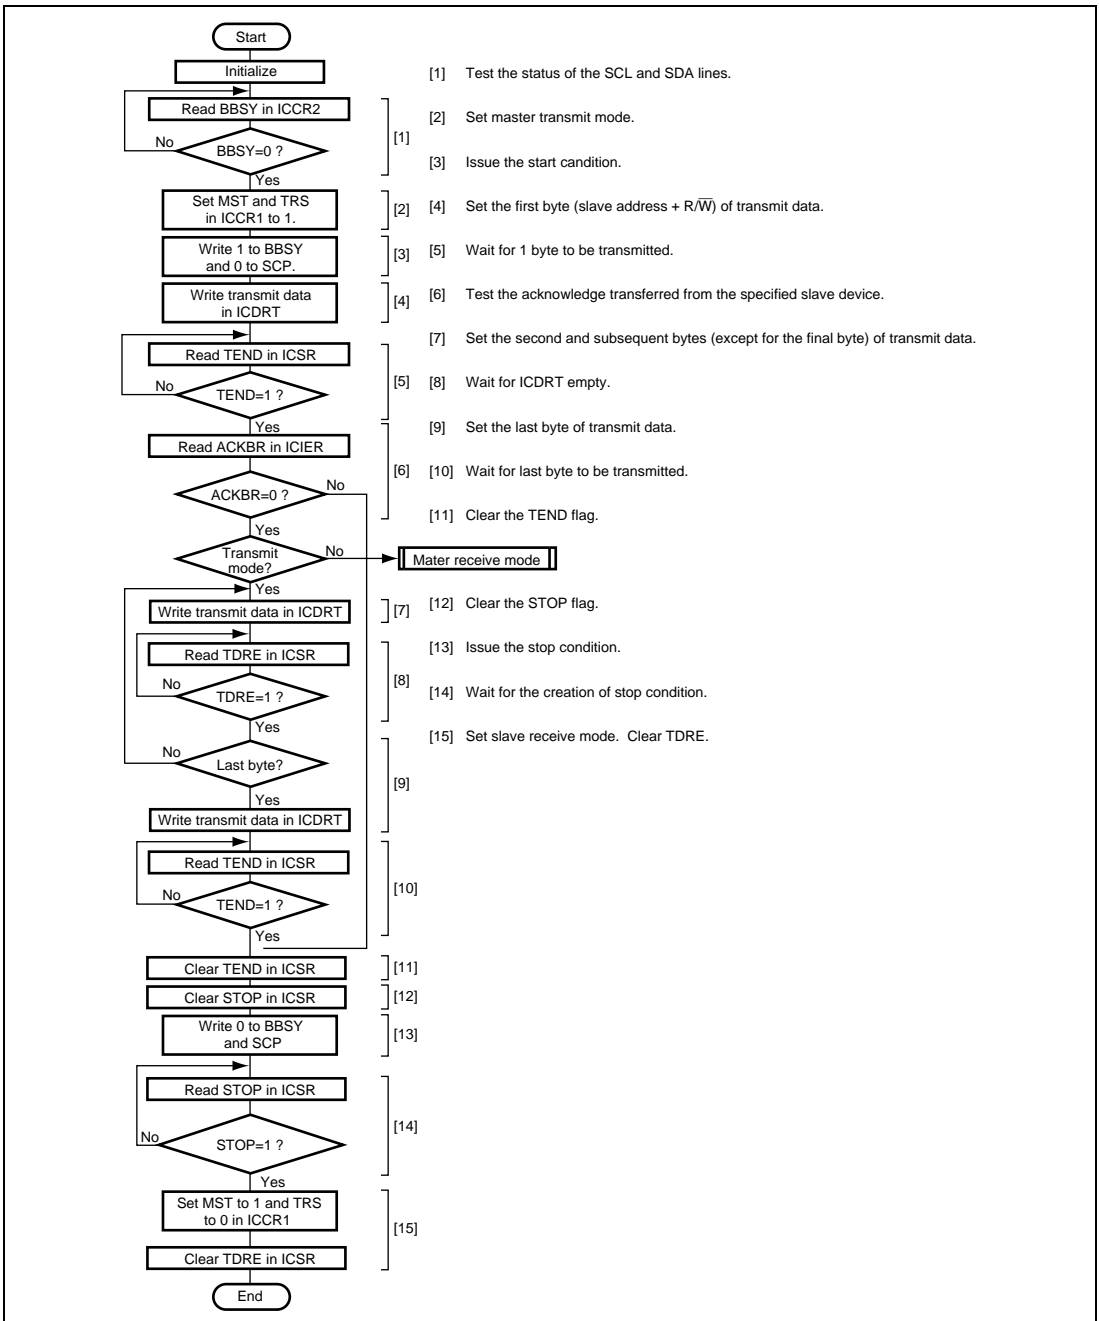 Start
Initialize
Read BBSY in ICCR2
No
BBSY=0 ?
[1]
Yes
Set MST and TRS
in ICCR1 to 1.
[2]
Write 1 to BBSY
and 0 to SCP.
[3]
Write transmit data
in ICDRT
[4]
Read TEND in ICSR
No
TEND=1 ?
[5]
Yes
Read ACKBR in ICIER
[6]
No
ACKBR=0 ?
Yes
Transmit
mode?
No
Mater receive mode
Yes
Write transmit data in ICDRT
[7]
Read TDRE in ICSR
No
TDRE=1 ?
[8]
Yes
No
Last byte?
[9]
Yes
Write transmit data in ICDRT
Read TEND in ICSR
No
TEND=1 ?
[10]
Yes
Clear TEND in ICSR
[11]
Clear STOP in ICSR
[12]
Write 0 to BBSY
and SCP
[13]
Read STOP in ICSR
No
STOP=1 ?
[14]
Yes
Set MST to 1 and TRS
to 0 in ICCR1
[15]
Clear TDRE in ICSR
End
[1] Test the status of the SCL and SDA lines.
[2] Set master transmit mode.
[3] Issue the start candition.
[4] Set the first byte (slave address + R/W̅) of transmit data.
[5] Wait for 1 byte to be transmitted.
[6] Test the acknowledge transferred from the specified slave device.
[7] Set the second and subsequent bytes (except for the final byte) of transmit data.
[8] Wait for ICDRT empty.
[9] Set the last byte of transmit data.
[10] Wait for last byte to be transmitted.
[11] Clear the TEND flag.
[12] Clear the STOP flag.
[13] Issue the stop condition.
[14] Wait for the creation of stop condition.
[15] Set slave receive mode. Clear TDRE.